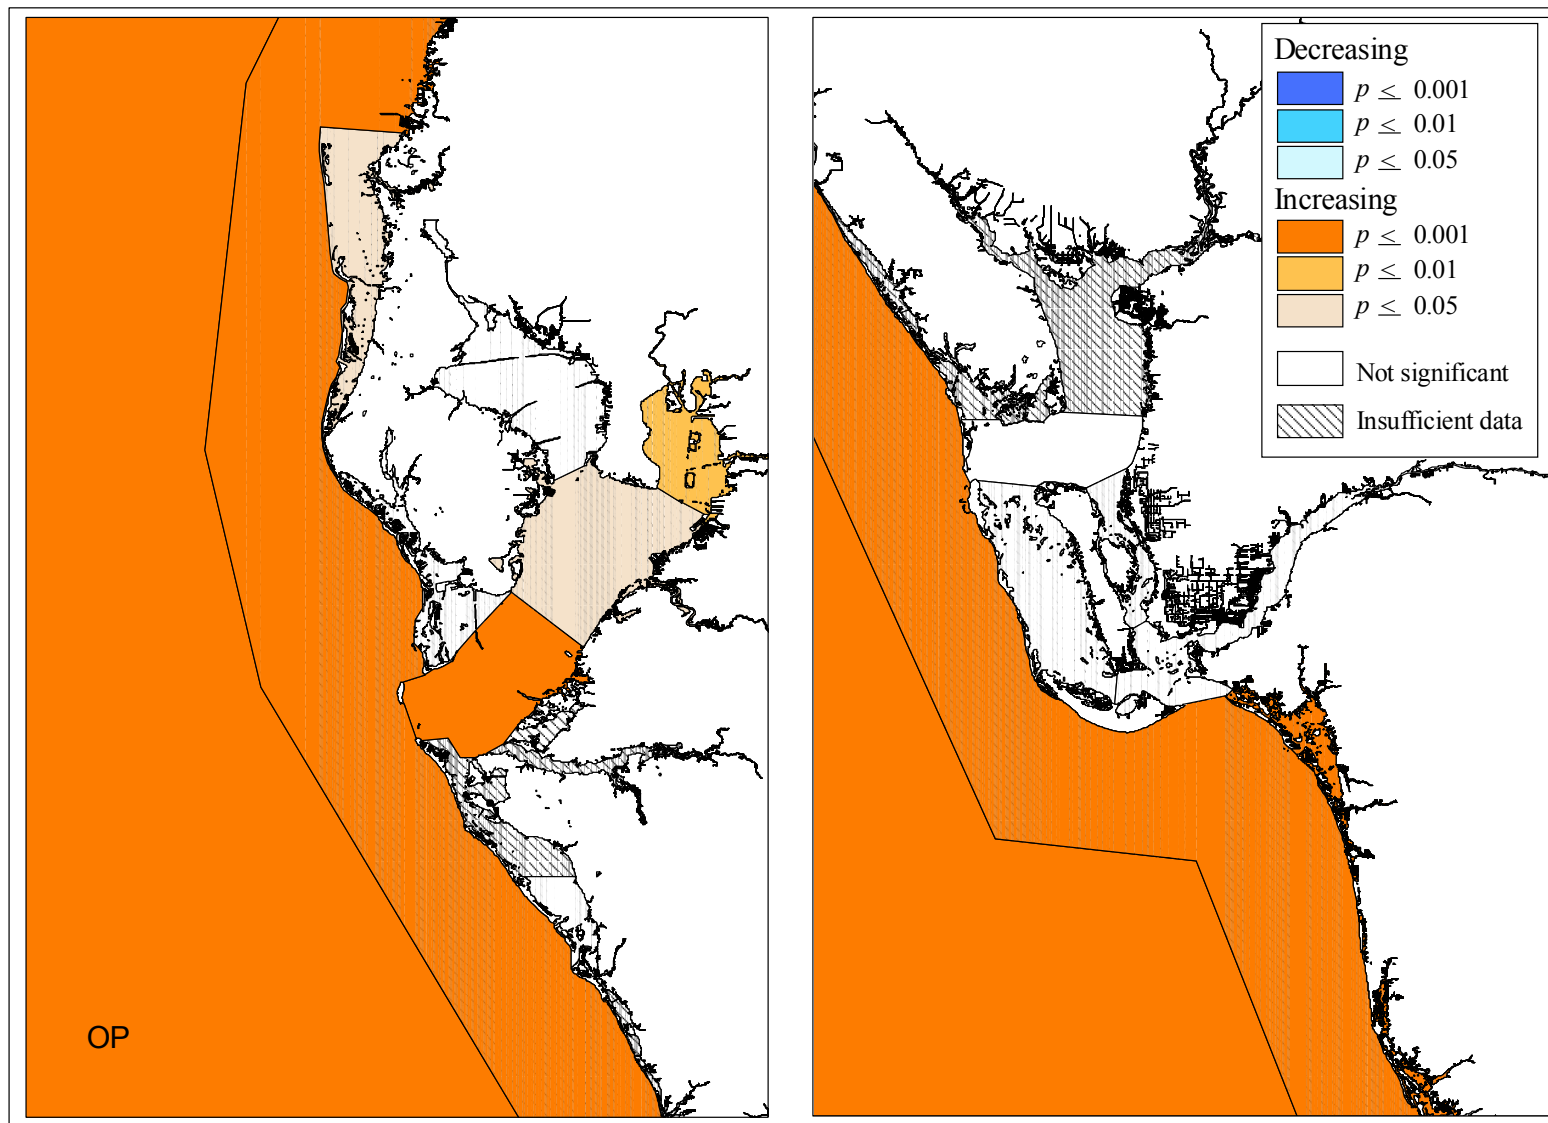 Decreasing
p ≤ 0.001
p ≤ 0.01
p ≤ 0.05
Increasing
p ≤ 0.001
p ≤ 0.01
p ≤ 0.05
Not significant
Insufficient data
OP